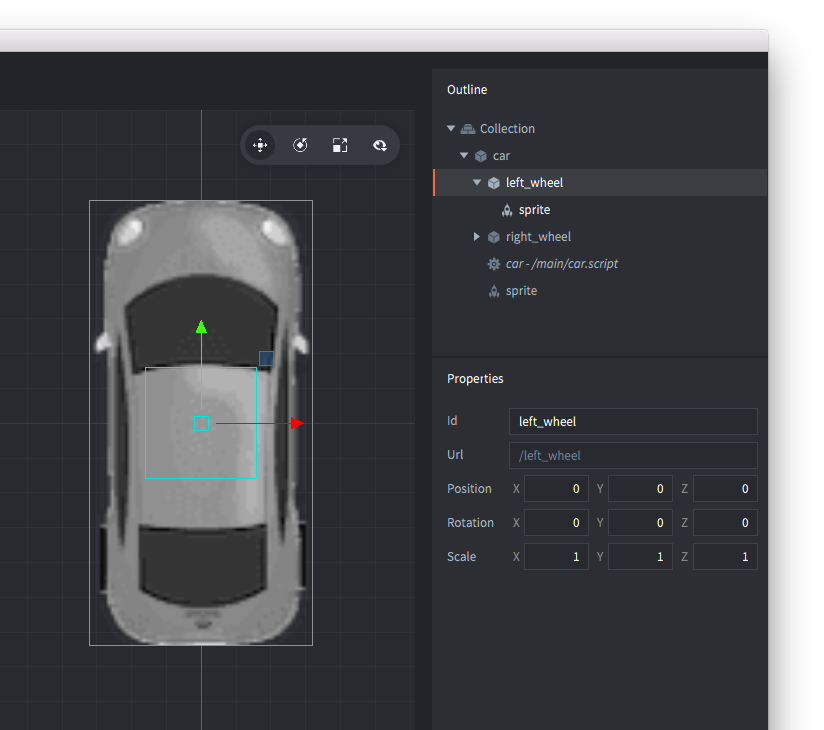 Outline
Collection
car
left_wheel
sprite
right_wheel
car - /main/car.script
sprite
Properties
Id left_wheel
Url /left_wheel
Position X 0 Y 0 Z 0
Rotation X 0 Y 0 Z 0
Scale X 1 Y 1 Z 1